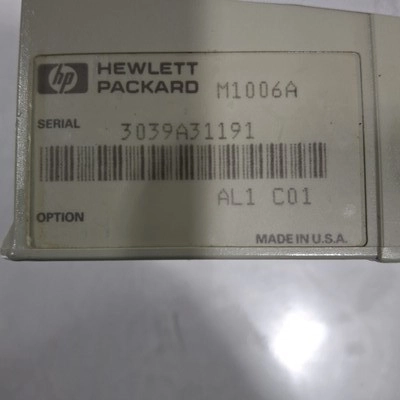 hp HEWLETT
PACKARD M1006A
SERIAL 3039A31191
AL1 C01
OPTION
MADE IN U.S.A.